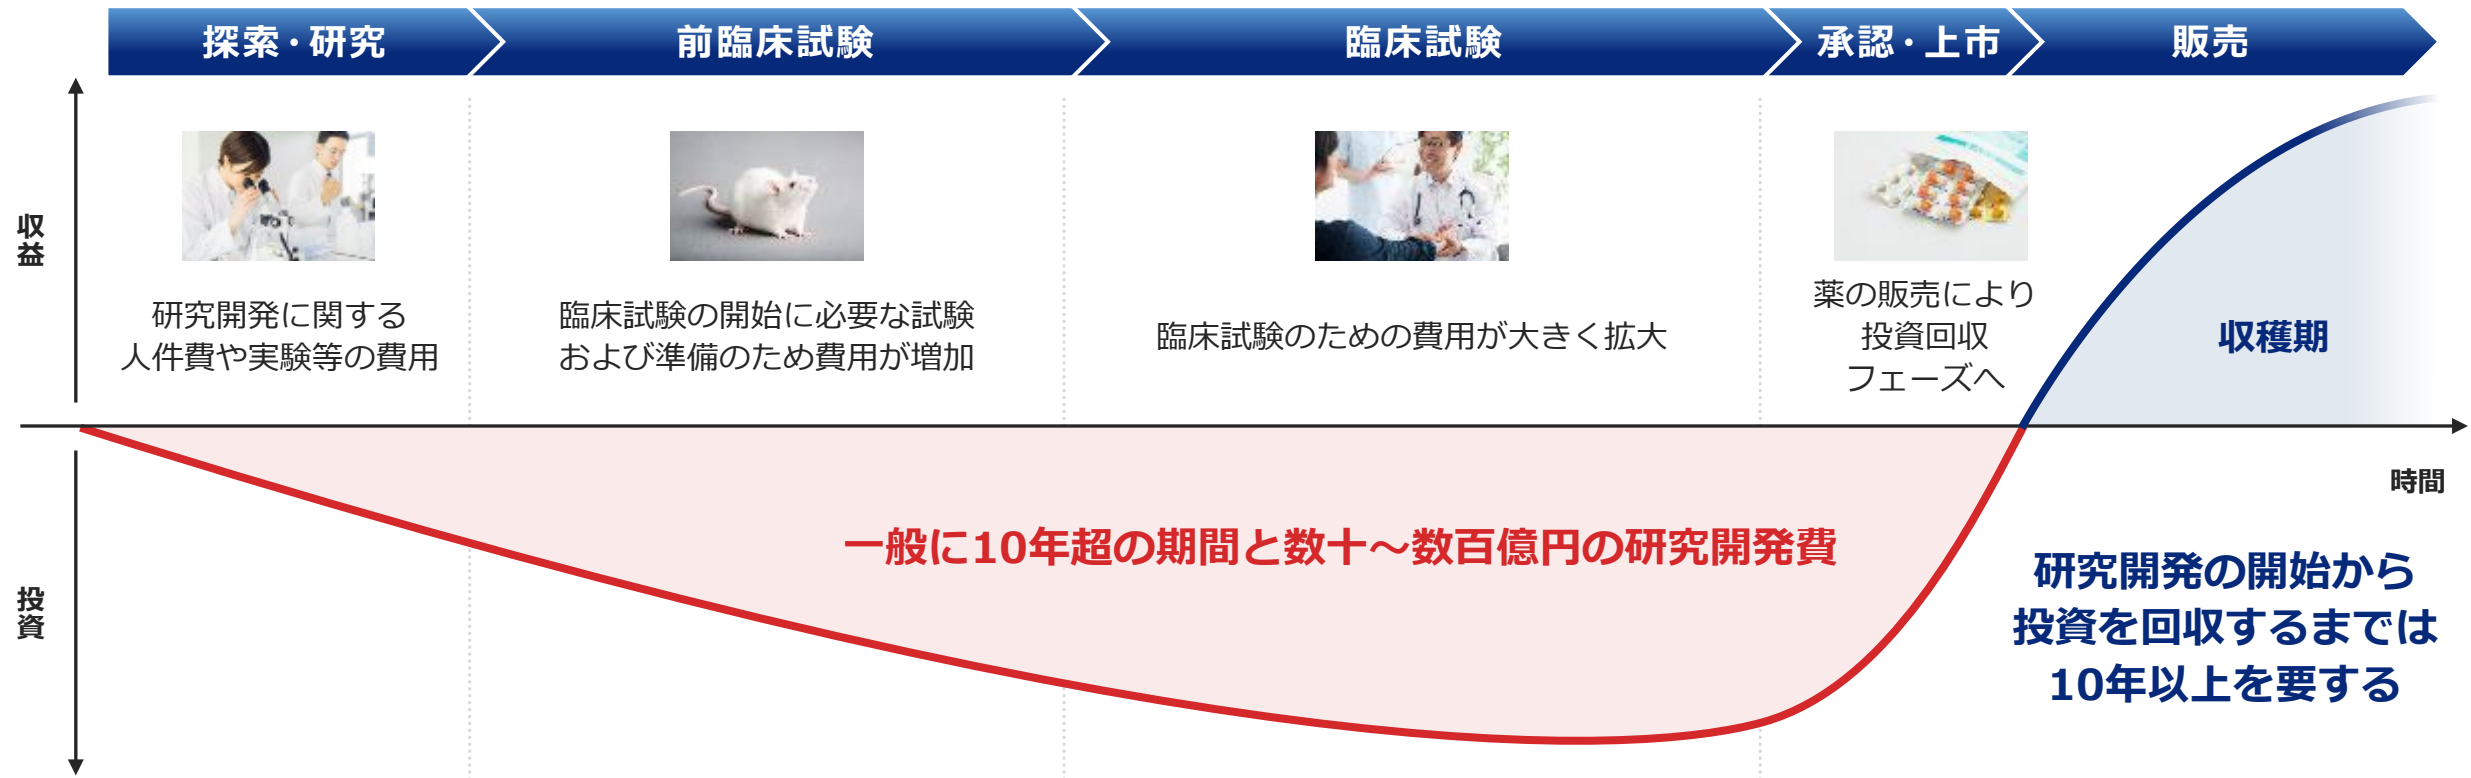 探索・研究
前臨床試験
臨床試験
承認・上市
販売
収益
研究開発に関する
人件費や実験等の費用
臨床試験の開始に必要な試験
および準備のため費用が増加
臨床試験のための費用が大きく拡大
薬の販売により
投資回収
フェーズへ
収穫期
時間
投資
一般に10年超の期間と数十～数百億円の研究開発費
研究開発の開始から
投資を回収するまでは
10年以上を要する